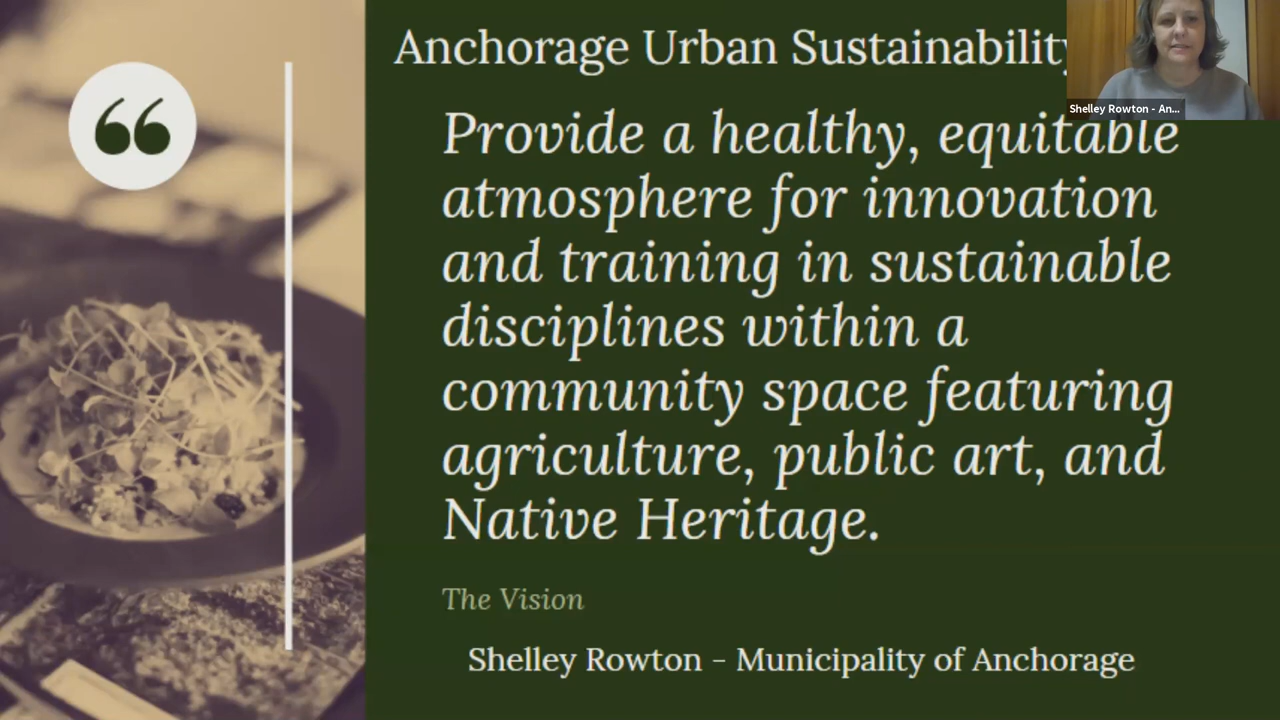 Anchorage Urban Sustainability
Shelley Rowton - An...
Provide a healthy, equitable
atmosphere for innovation
and training in sustainable
disciplines within a
community space featuring
agriculture, public art, and
Native Heritage.
The Vision
Shelley Rowton - Municipality of Anchorage